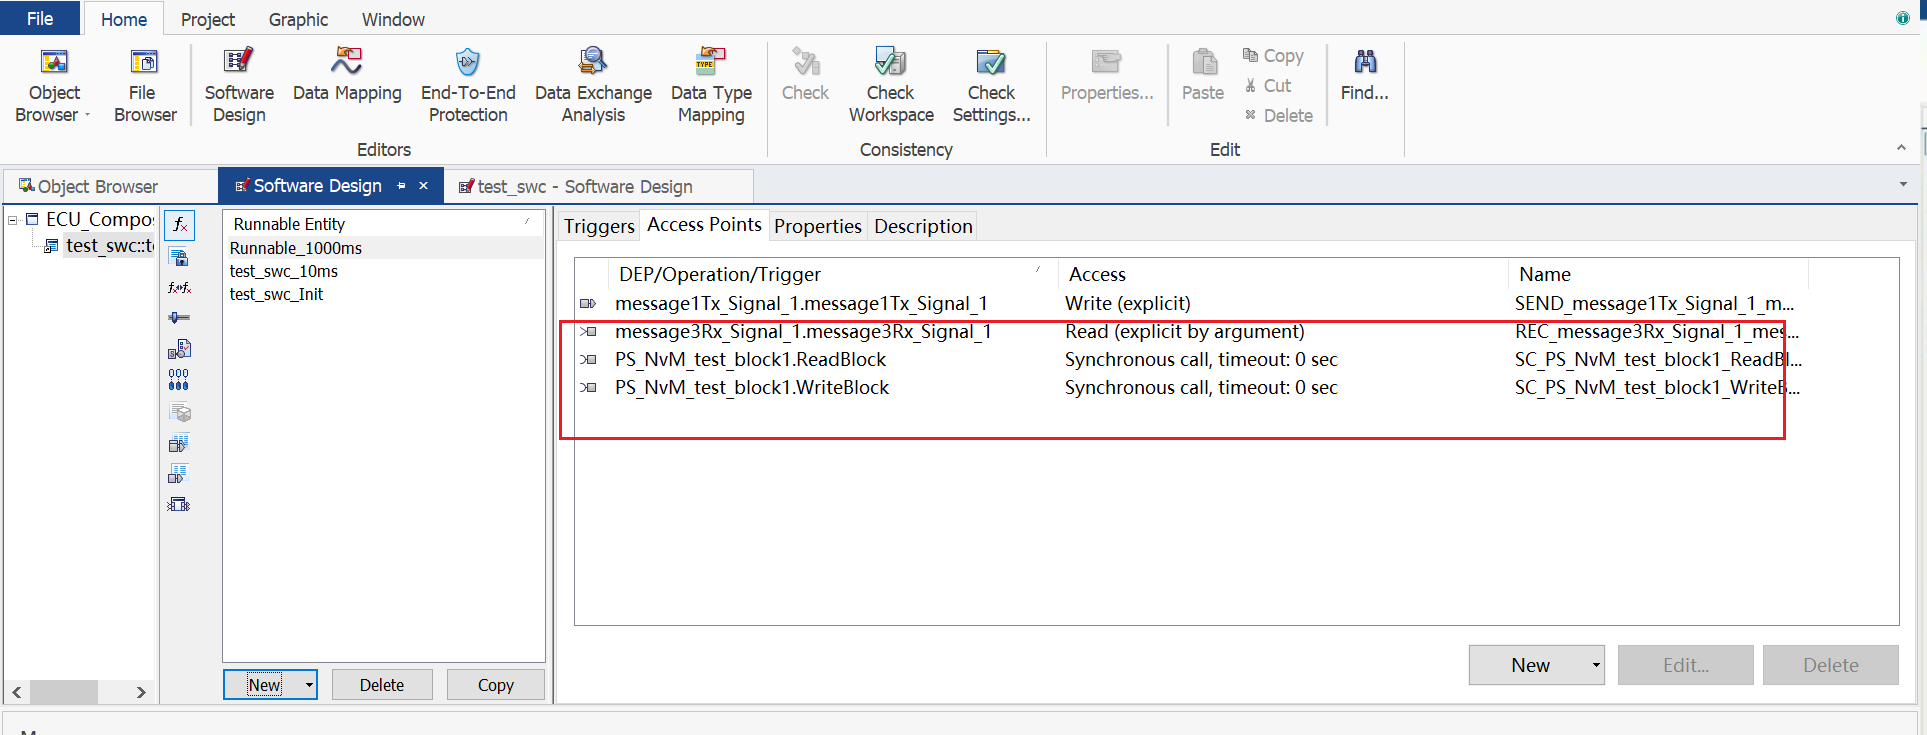 File
Home
Project
Graphic
Window
Object Browser
File Browser
Software Design
Data Mapping
End-To-End Protection
Data Exchange Analysis
Data Type Mapping
Editors
Check
Check Workspace
Check Settings...
Consistency
Properties...
Paste
Copy
Cut
Delete
Edit
Find...
Object Browser
Software Design
test_swc - Software Design
ECU_Compo
test_swc::t
Runnable Entity
Runnable_1000ms
test_swc_10ms
test_swc_Init
New
Delete
Copy
Triggers
Access Points
Properties
Description
DEP/Operation/Trigger Access Name
message1Tx_Signal_1.message1Tx_Signal_1 Write (explicit) SEND_message1Tx_Signal_1_m...
message3Rx_Signal_1.message3Rx_Signal_1 Read (explicit by argument) REC_message3Rx_Signal_1_mes...
PS_NvM_test_block1.ReadBlock Synchronous call, timeout: 0 sec SC_PS_NvM_test_block1_ReadBl...
PS_NvM_test_block1.WriteBlock Synchronous call, timeout: 0 sec SC_PS_NvM_test_block1_WriteB...
New
Edit...
Delete